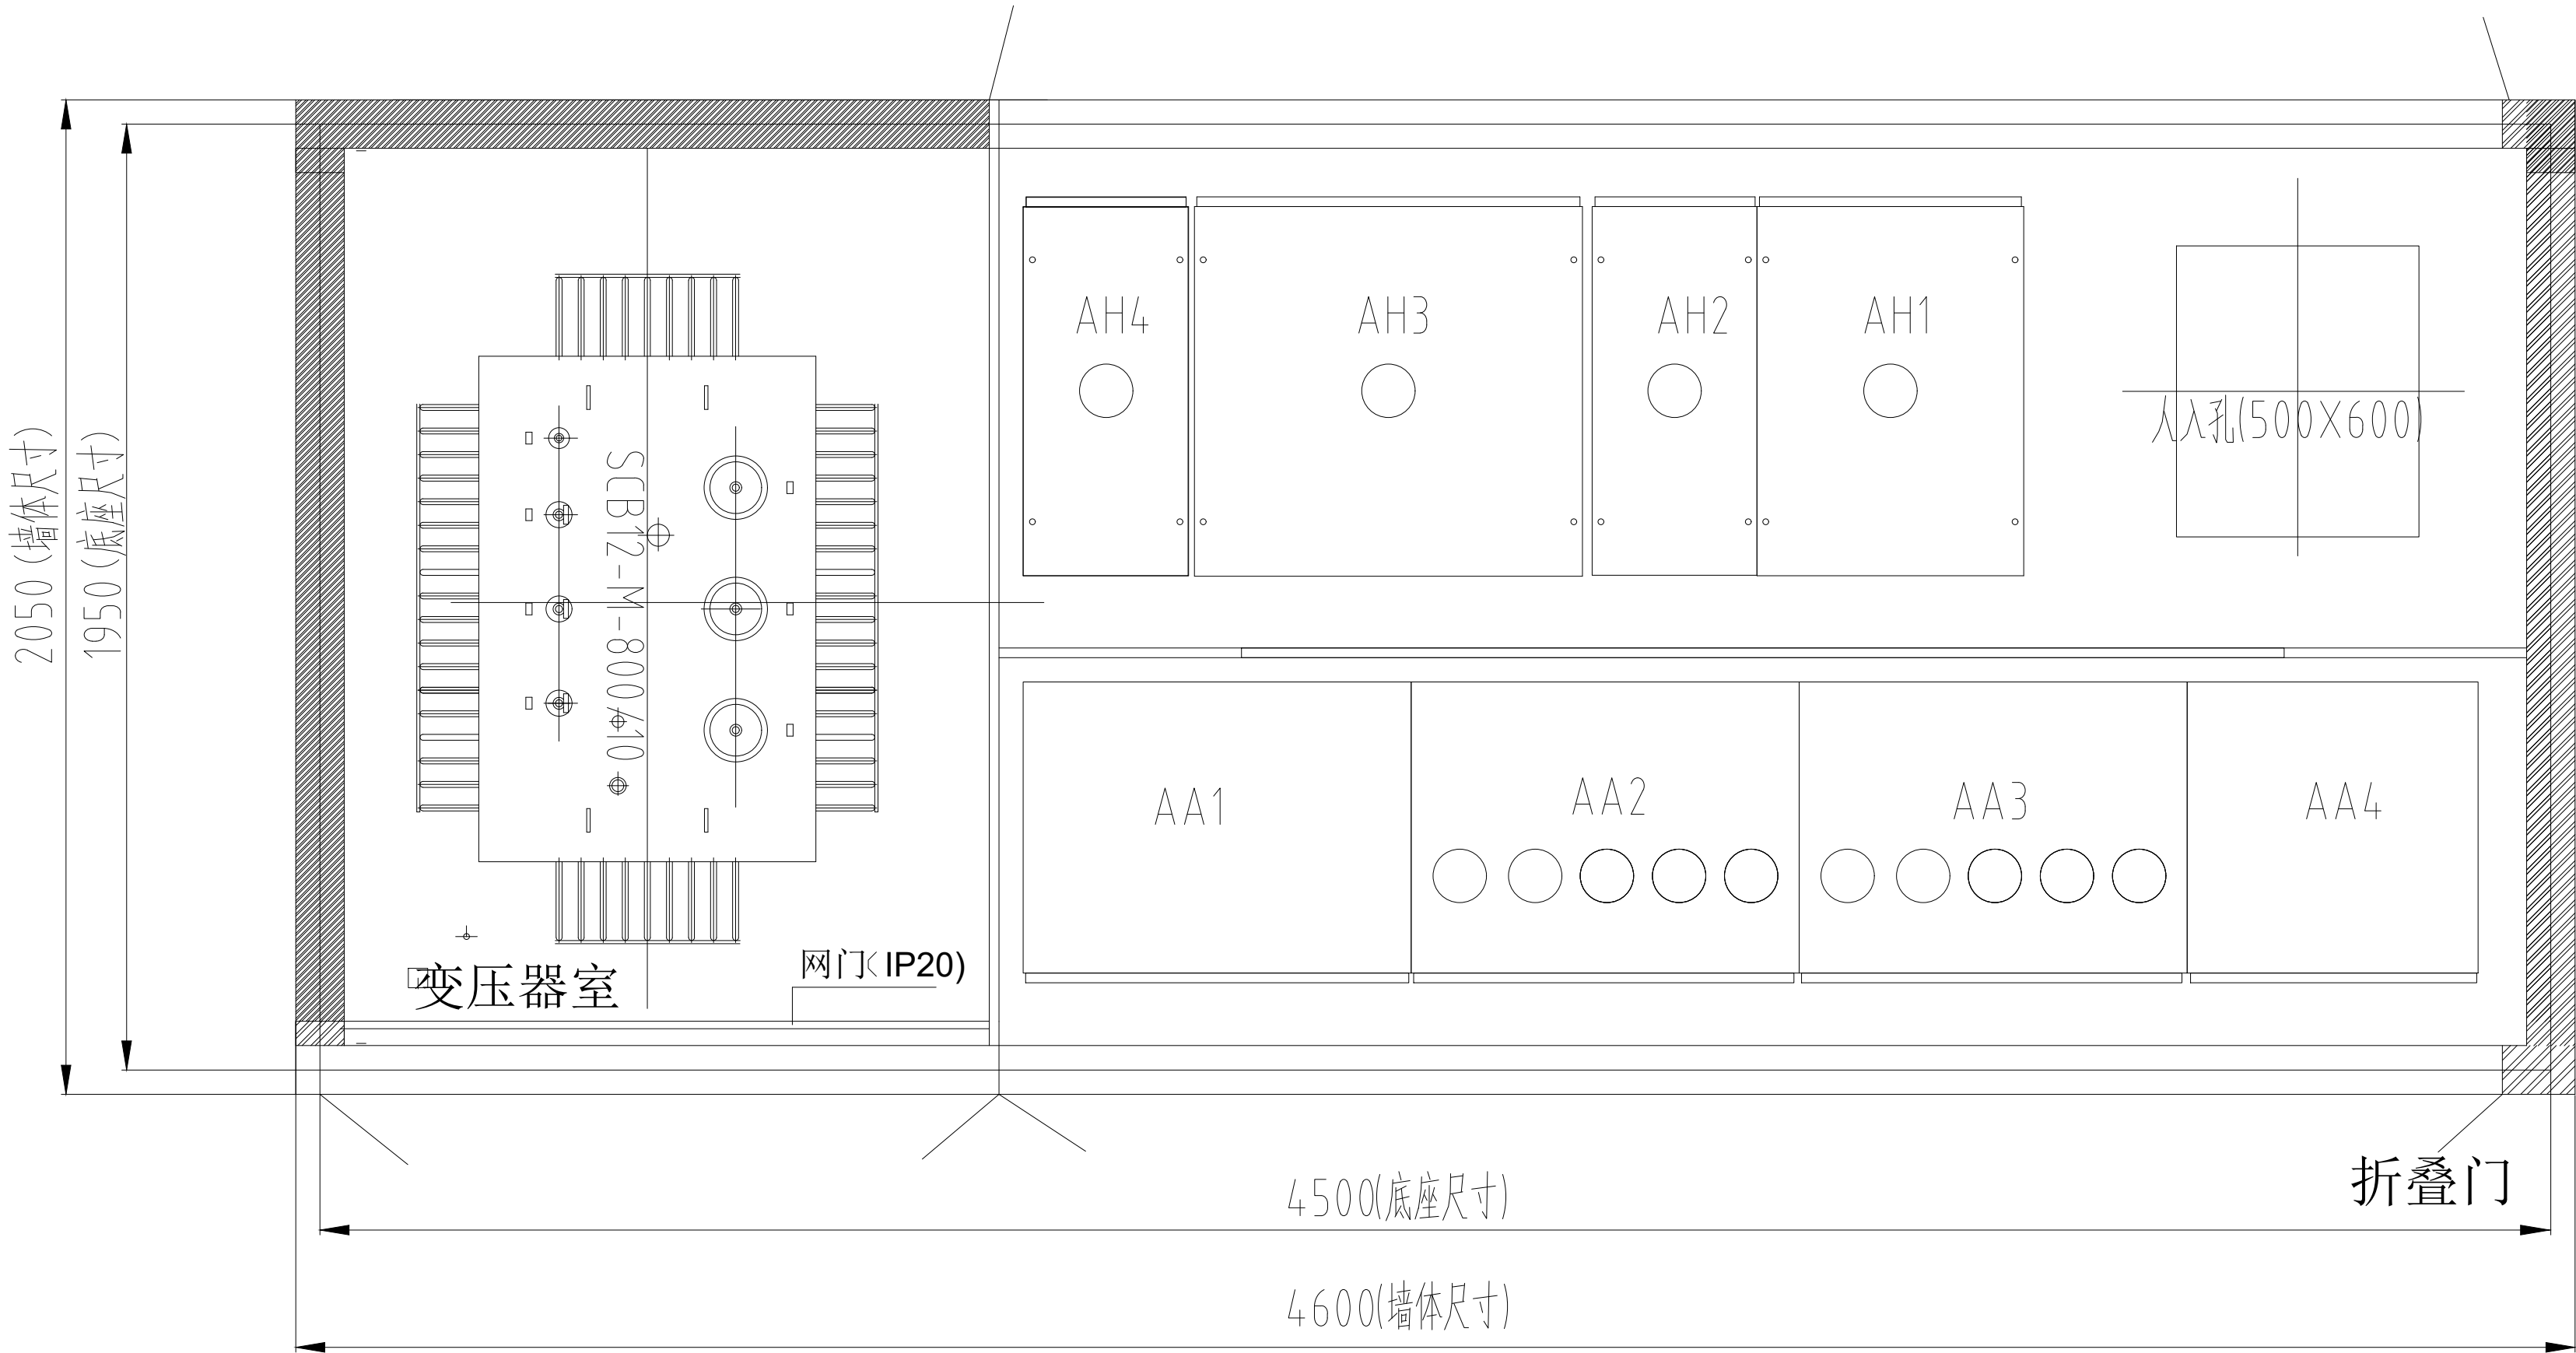 AH4
AH3
AH2
AH1
人入孔(500X600)
2050(墙体尺寸)
1950(底座尺寸)
SCB12-M-800/10
AA1
AA2
AA3
AA4
网门(IP20)
变压器室
折叠门
4500(底座尺寸)
4600(墙体尺寸)